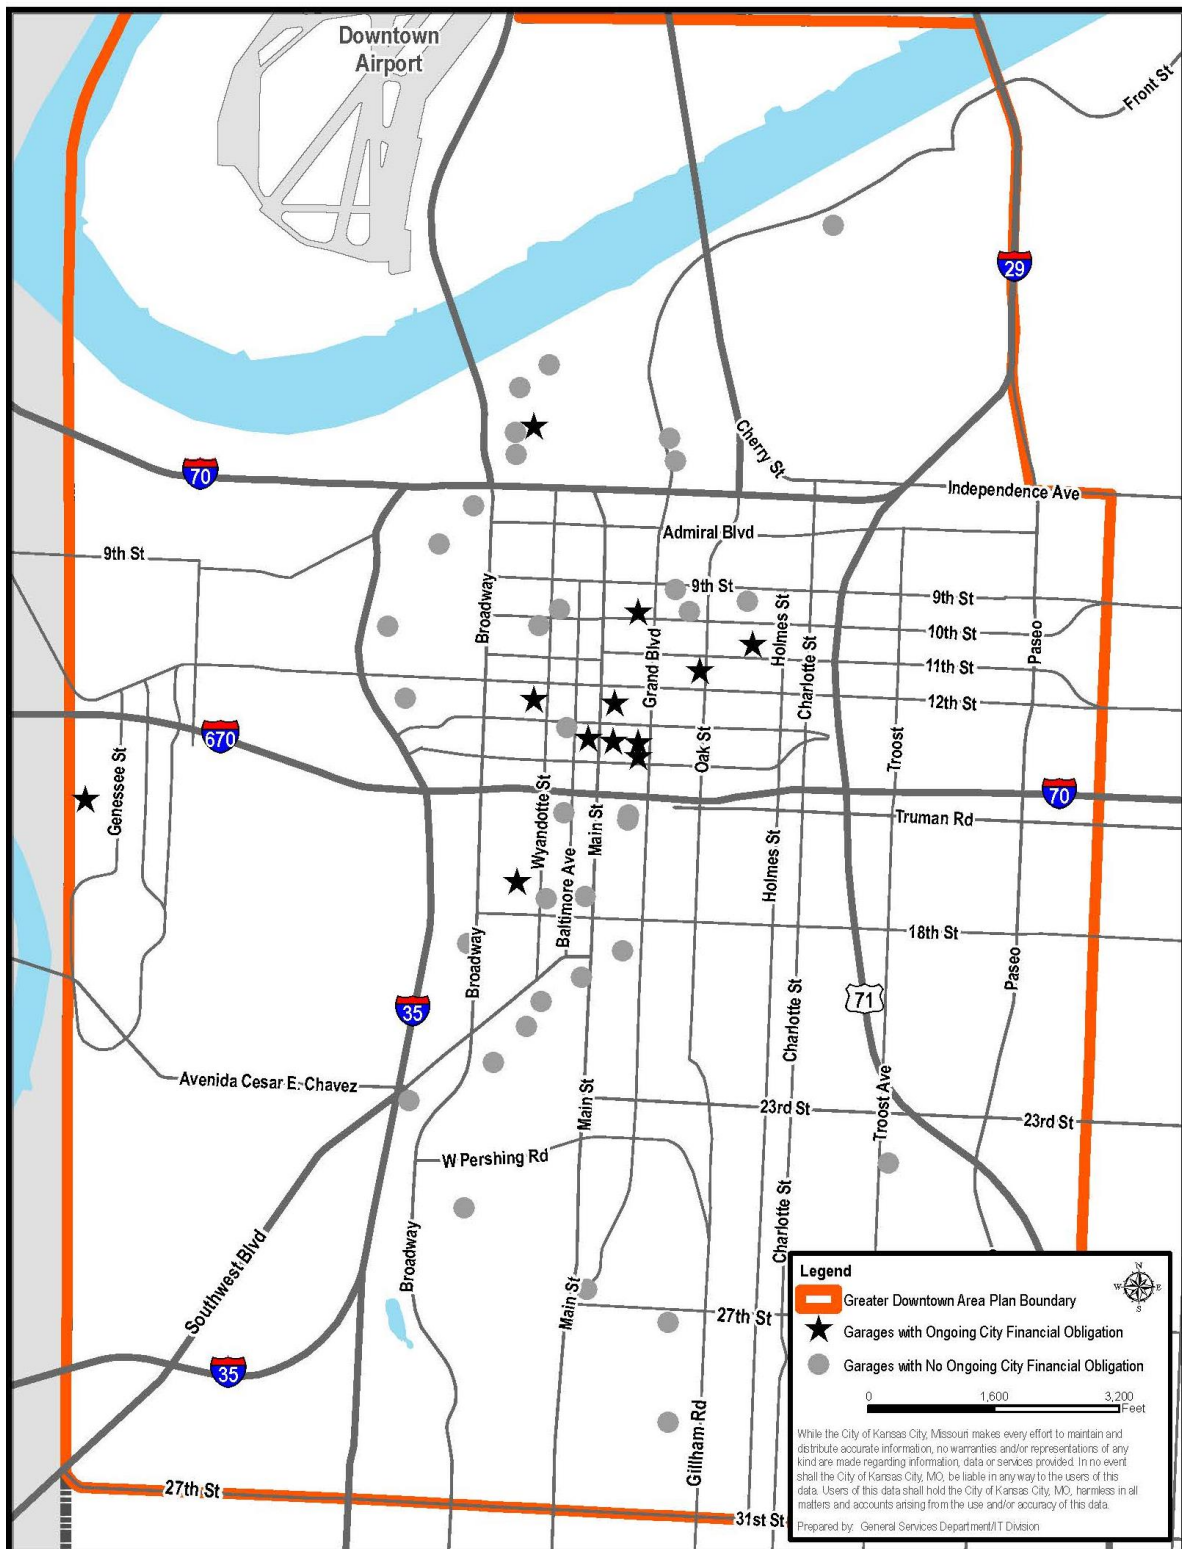 Downtown
Airport
Front St
29
Cherry St
70
Independence Ave
Admiral Blvd
9th St
9th St
9th St
Broadway
10th St
Holmes St
Paseo
Grand Blvd
11th St
Charlotte St
12th St
670
Oak St
Troost
Genessee St
70
Wyandotte St
Main St
Truman Rd
Holmes St
Baltimore Ave
18th St
Broadway
Paseo
71
35
Charlotte St
Avenida Cesar E. Chavez
Main St
23rd St
Troost Ave
23rd St
W Pershing Rd
Charlotte St
Broadway
Southwest Blvd
Main St
27th St
35
Gillham Rd
27th St
31st St
Legend
N
W E
S
Greater Downtown Area Plan Boundary
Garages with Ongoing City Financial Obligation
Garages with No Ongoing City Financial Obligation
0 1,600 3,200
Feet
While the City of Kansas City, Missouri makes every effort to maintain and
distribute accurate information, no warranties and/or representations of any
kind are made regarding information, data or services provided. In no event
shall the City of Kansas City, MO, be liable in any way to the users of this
data. Users of this data shall hold the City of Kansas City, MO, harmless in all
matters and accounts arising from the use and/or accuracy of this data.
Prepared by: General Services Department/IT Division